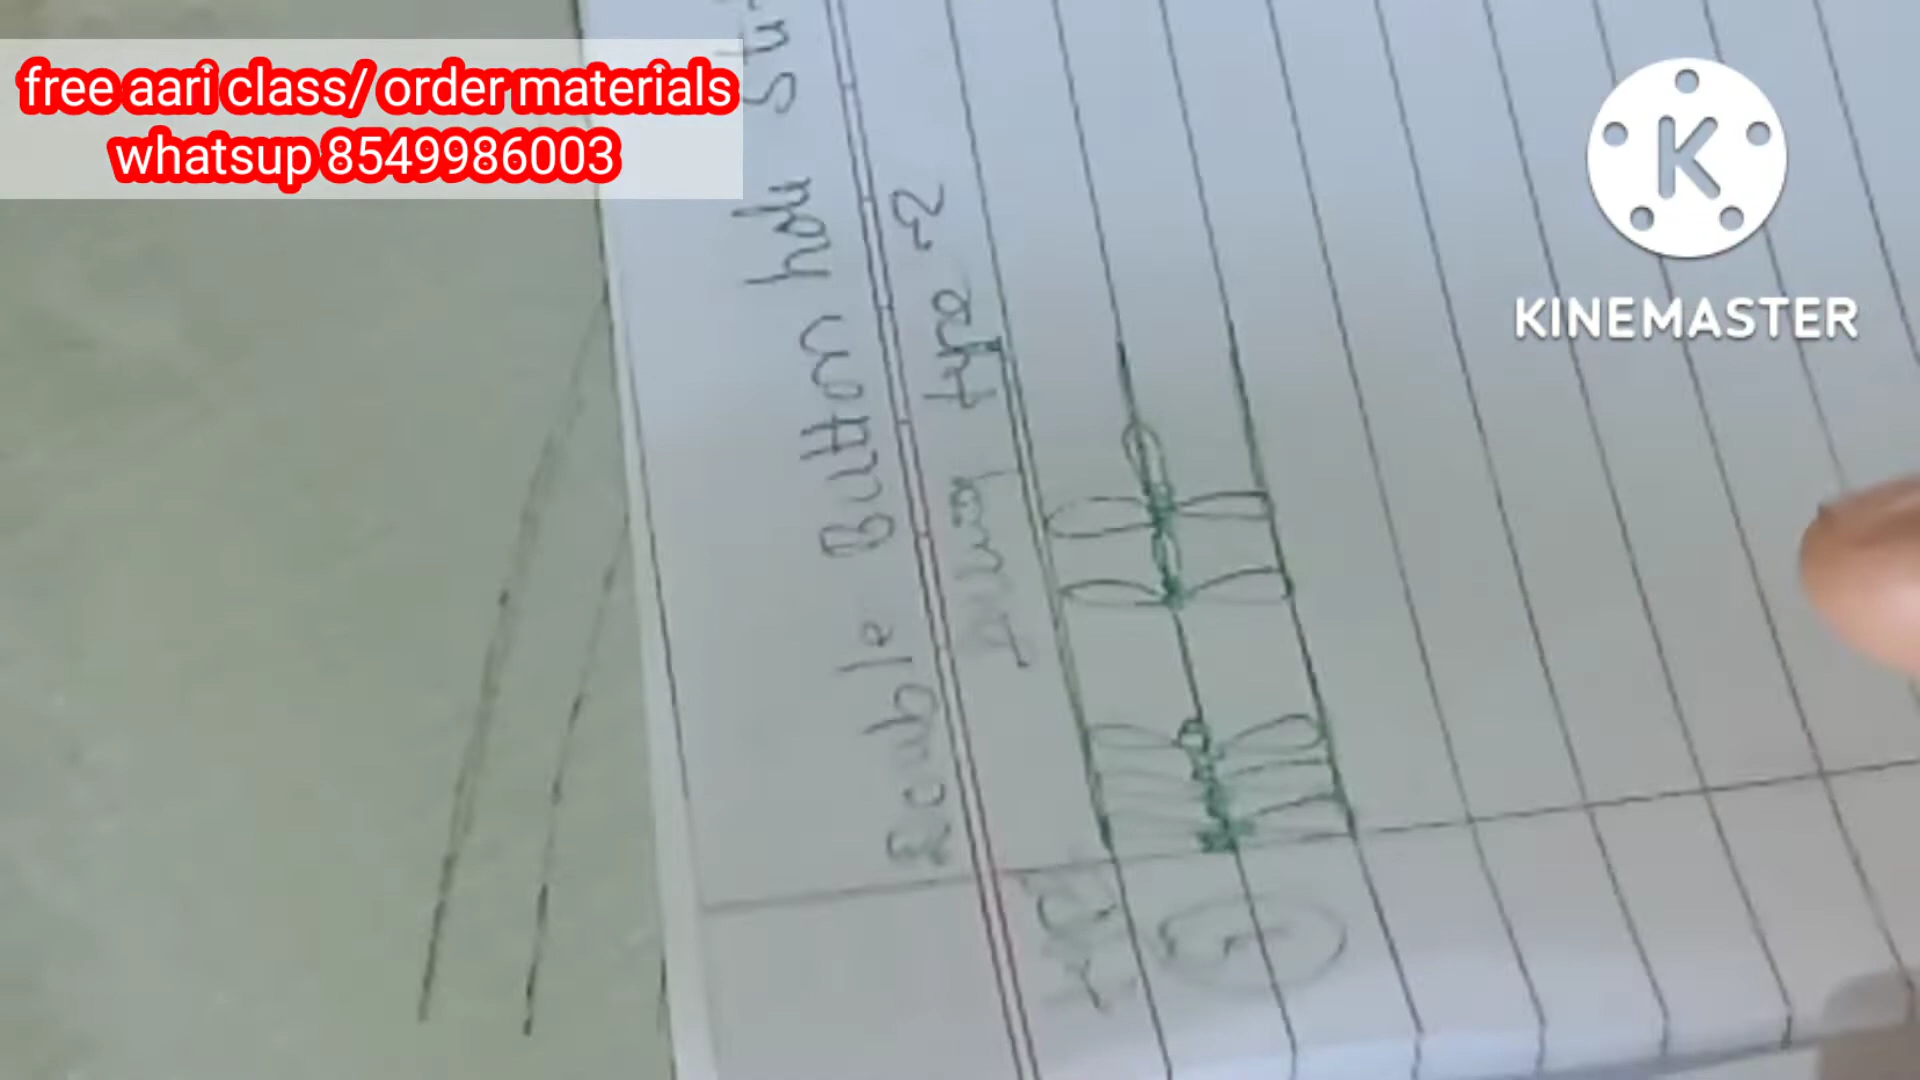 free aari class/ order materials
whatsup 8549986003
KINEMASTER
Double Button hole
type -2